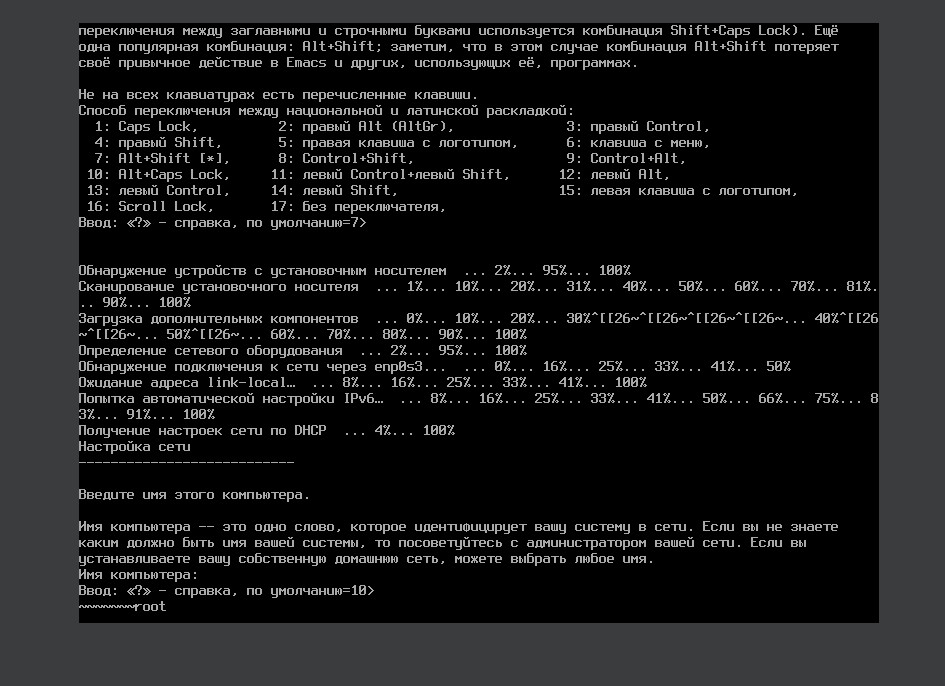 переключения между заглавными и строчными буквами используется комбинация Shift+Caps Lock). Ещё
одна популярная комбинация: Alt+Shift; заметим, что в этом случае комбинация Alt+Shift потеряет
своё привычное действие в Emacs и других, использующих её, программах.
Не на всех клавиатурах есть перечисленные клавиши.
Способ переключения между национальной и латинской раскладкой:
1: Caps Lock, 2: правый Alt (AltGr), 3: правый Control,
4: правый Shift, 5: правая клавиша с логотипом, 6: клавиша с меню,
7: Alt+Shift [*], 8: Control+Shift, 9: Control+Alt,
10: Alt+Caps Lock, 11: левый Control+левый Shift, 12: левый Alt,
13: левый Control, 14: левый Shift, 15: левая клавиша с логотипом,
16: Scroll Lock, 17: без переключателя,
Ввод: «?» - справка, по умолчанию=7>
Обнаружение устройств с установочным носителем ... 2%... 95%... 100%
Сканирование установочного носителя ... 1%... 10%... 20%... 31%... 40%... 50%... 60%... 70%... 81%.
.. 90%... 100%
Загрузка дополнительных компонентов ... 0%... 10%... 20%... 30%^[[26~^[[26~^[[26~^[[26~... 40%^[[26
~^[[26~... 50%^[[26~... 60%... 70%... 80%... 90%... 100%
Определение сетевого оборудования ... 2%... 95%... 100%
Обнаружение подключения к сети через enp0s3... ... 0%... 16%... 25%... 33%... 41%... 50%
Ожидание адреса link-local… ... 8%... 16%... 25%... 33%... 41%... 100%
Попытка автоматической настройки IPv6… ... 8%... 16%... 25%... 33%... 41%... 50%... 66%... 75%... 8
3%... 91%... 100%
Получение настроек сети по DHCP ... 4%... 100%
Настройка сети
---------------------------
Введите имя этого компьютера.
Имя компьютера -- это одно слово, которое идентифицирует вашу систему в сети. Если вы не знаете
каким должно быть имя вашей системы, то посоветуйтесь с администратором вашей сети. Если вы
устанавливаете вашу собственную домашнюю сеть, можете выбрать любое имя.
Имя компьютера:
Ввод: «?» - справка, по умолчанию=10>
~~~~~~~root